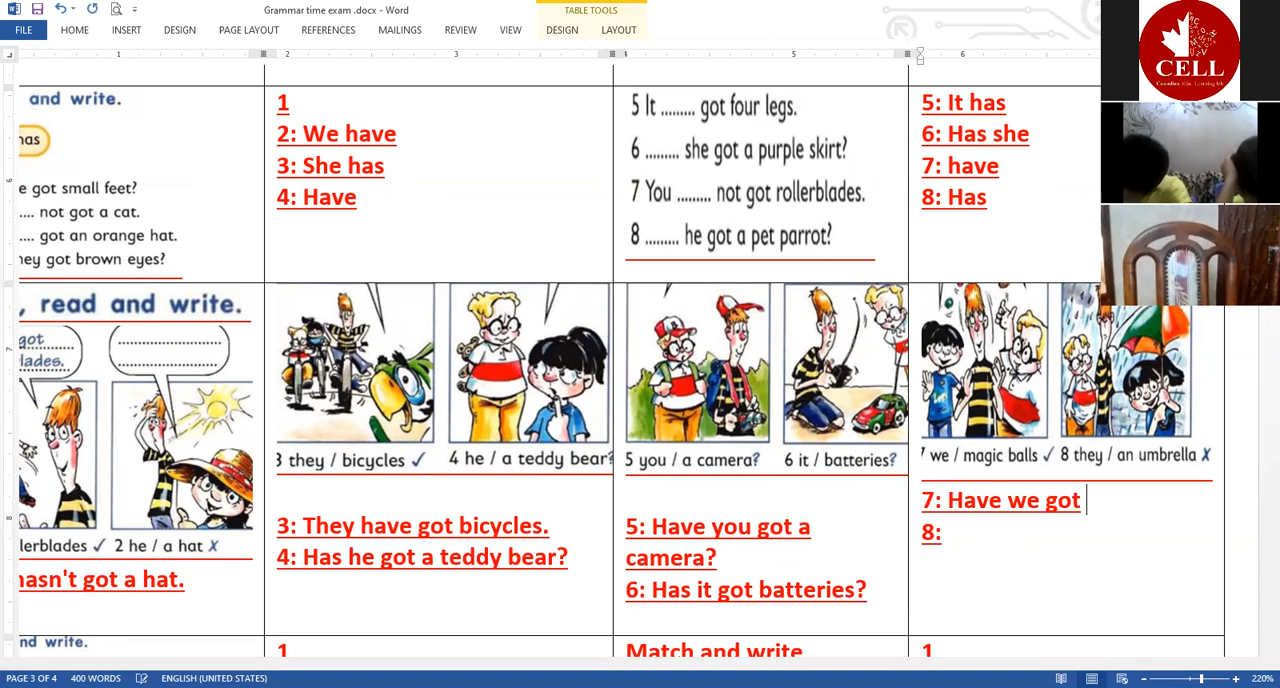 Grammar time exam .docx - Word
TABLE TOOLS
FILE
HOME
INSERT
DESIGN
PAGE LAYOUT
REFERENCES
MAILINGS
REVIEW
VIEW
DESIGN
LAYOUT
CELL
and write.
has
e got small feet?
.... not got a cat.
.... got an orange hat.
hey got brown eyes?
1
2: We have
3: She has
4: Have
5 It ......... got four legs.
6 ......... she got a purple skirt?
7 You ......... not got rollerblades.
8 ......... he got a pet parrot?
5: It has
6: Has she
7: have
8: Has
, read and write.
got
lades.
llerblades ✓ 2 he / a hat ✗
hasn't got a hat.
3 they / bicycles ✓ 4 he / a teddy bear?
3: They have got bicycles.
4: Has he got a teddy bear?
5 you / a camera? 6 it / batteries?
5: Have you got a
camera?
6: Has it got batteries?
7 we / magic balls ✓ 8 they / an umbrella ✗
7: Have we got
8:
nd write.
1
Match and write
1
PAGE 3 OF 4
400 WORDS
ENGLISH (UNITED STATES)
220%